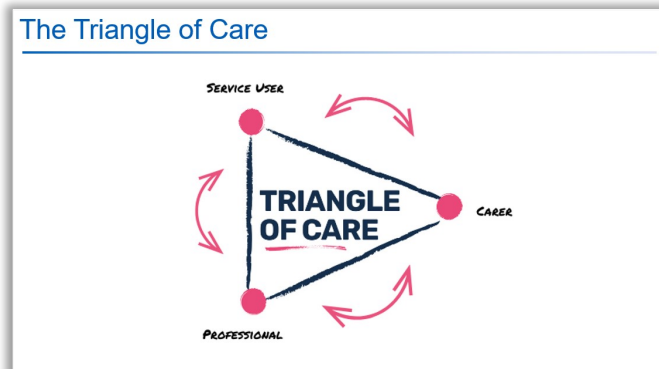 The Triangle of Care
SERVICE USER
TRIANGLE
OF CARE
CARER
PROFESSIONAL